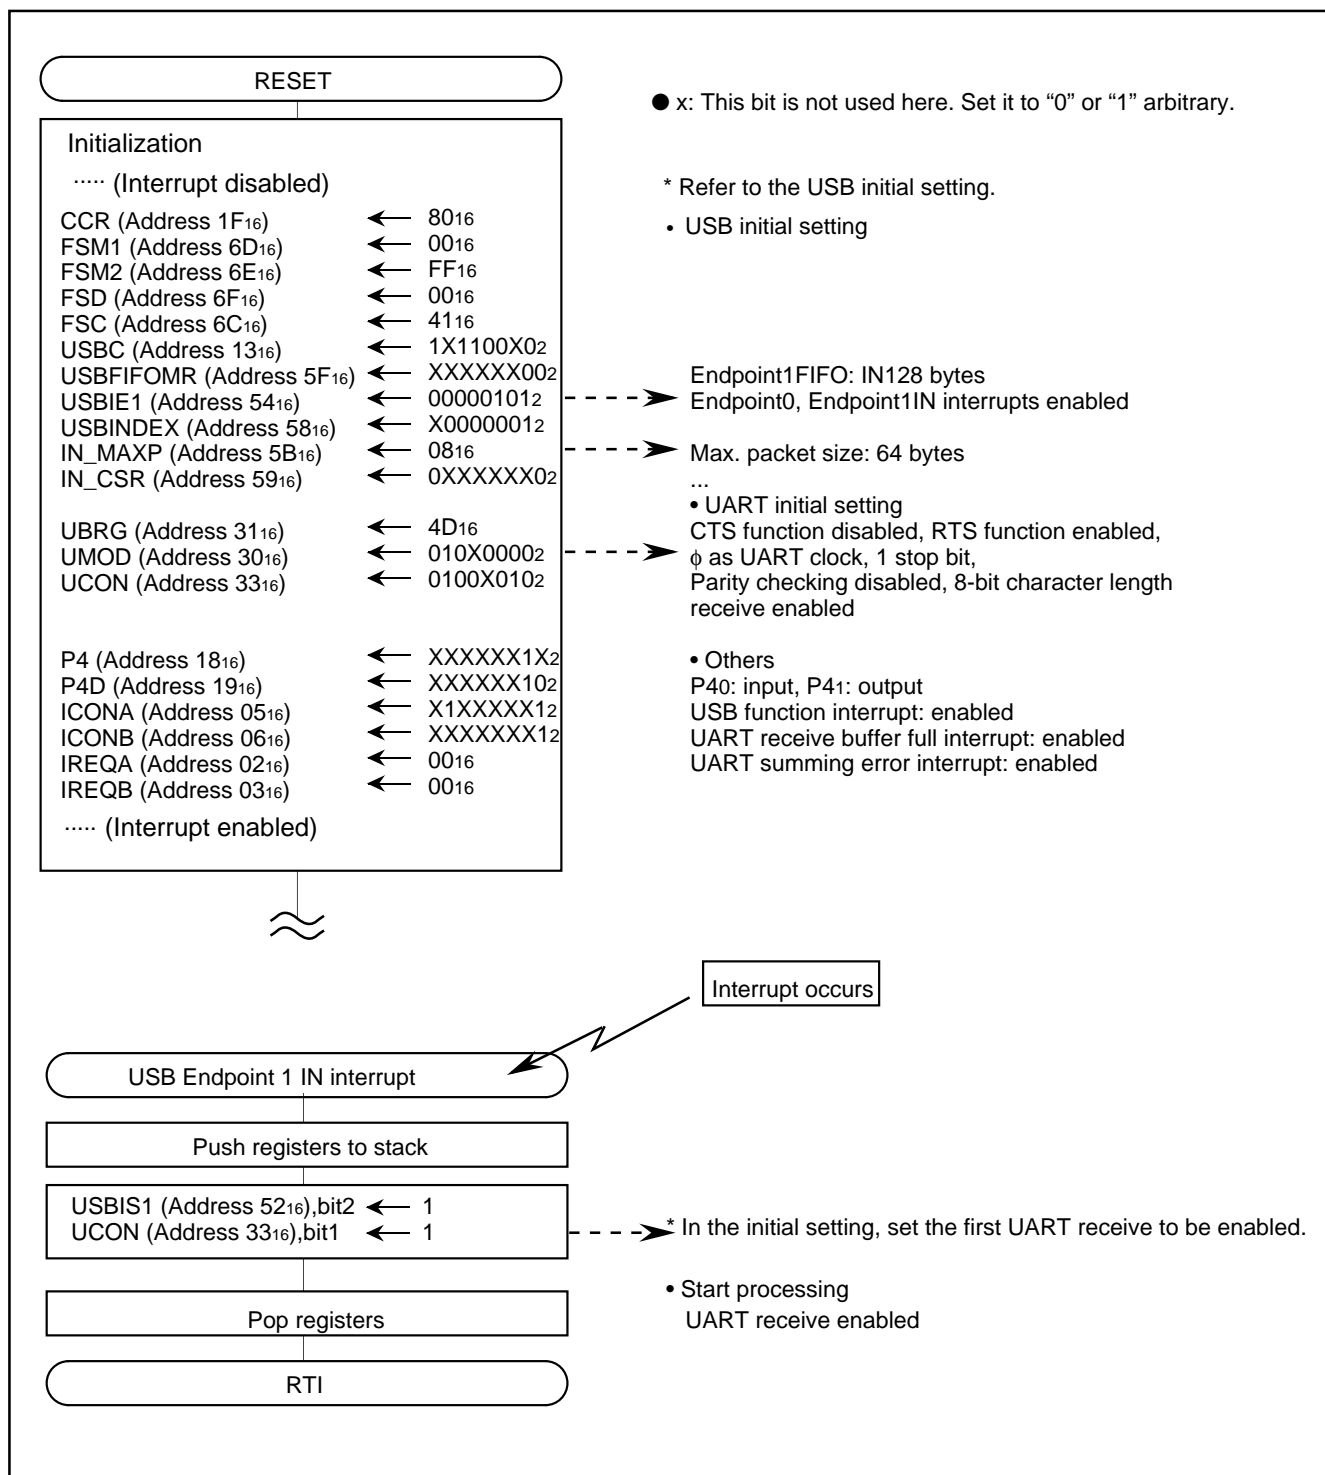 RESET
● x: This bit is not used here. Set it to “0” or “1” arbitrary.
Initialization
····· (Interrupt disabled)
* Refer to the USB initial setting.
• USB initial setting
CCR (Address 1F16) ← 8016
FSM1 (Address 6D16) ← 0016
FSM2 (Address 6E16) ← FF16
FSD (Address 6F16) ← 0016
FSC (Address 6C16) ← 4116
USBC (Address 1316) ← 1X1100X02
USBFIFOMR (Address 5F16) ← XXXXXX002
USBIE1 (Address 5416) ← 000001012
USBINDEX (Address 5816) ← X00000012
IN_MAXP (Address 5B16) ← 0816
IN_CSR (Address 5916) ← 0XXXXXX02
Endpoint1FIFO: IN128 bytes
Endpoint0, Endpoint1IN interrupts enabled
Max. packet size: 64 bytes
...
UBRG (Address 3116) ← 4D16
UMOD (Address 3016) ← 010X00002
UCON (Address 3316) ← 0100X0102
• UART initial setting
CTS function disabled, RTS function enabled,
ϕ as UART clock, 1 stop bit,
Parity checking disabled, 8-bit character length
receive enabled
P4 (Address 1816) ← XXXXXX1X2
P4D (Address 1916) ← XXXXXX102
ICONA (Address 0516) ← X1XXXXX12
ICONB (Address 0616) ← XXXXXXX12
IREQA (Address 0216) ← 0016
IREQB (Address 0316) ← 0016
····· (Interrupt enabled)
• Others
P40: input, P41: output
USB function interrupt: enabled
UART receive buffer full interrupt: enabled
UART summing error interrupt: enabled
Interrupt occurs
USB Endpoint 1 IN interrupt
Push registers to stack
USBIS1 (Address 5216),bit2 ← 1
UCON (Address 3316),bit1 ← 1
* In the initial setting, set the first UART receive to be enabled.
• Start processing
UART receive enabled
Pop registers
RTI